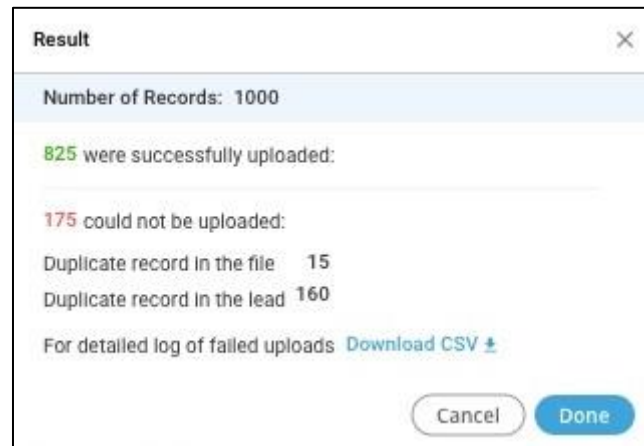 Result
Number of Records: 1000
825 were successfully uploaded:
175 could not be uploaded:
Duplicate record in the file 15
Duplicate record in the lead 160
For detailed log of failed uploads Download CSV
Cancel Done